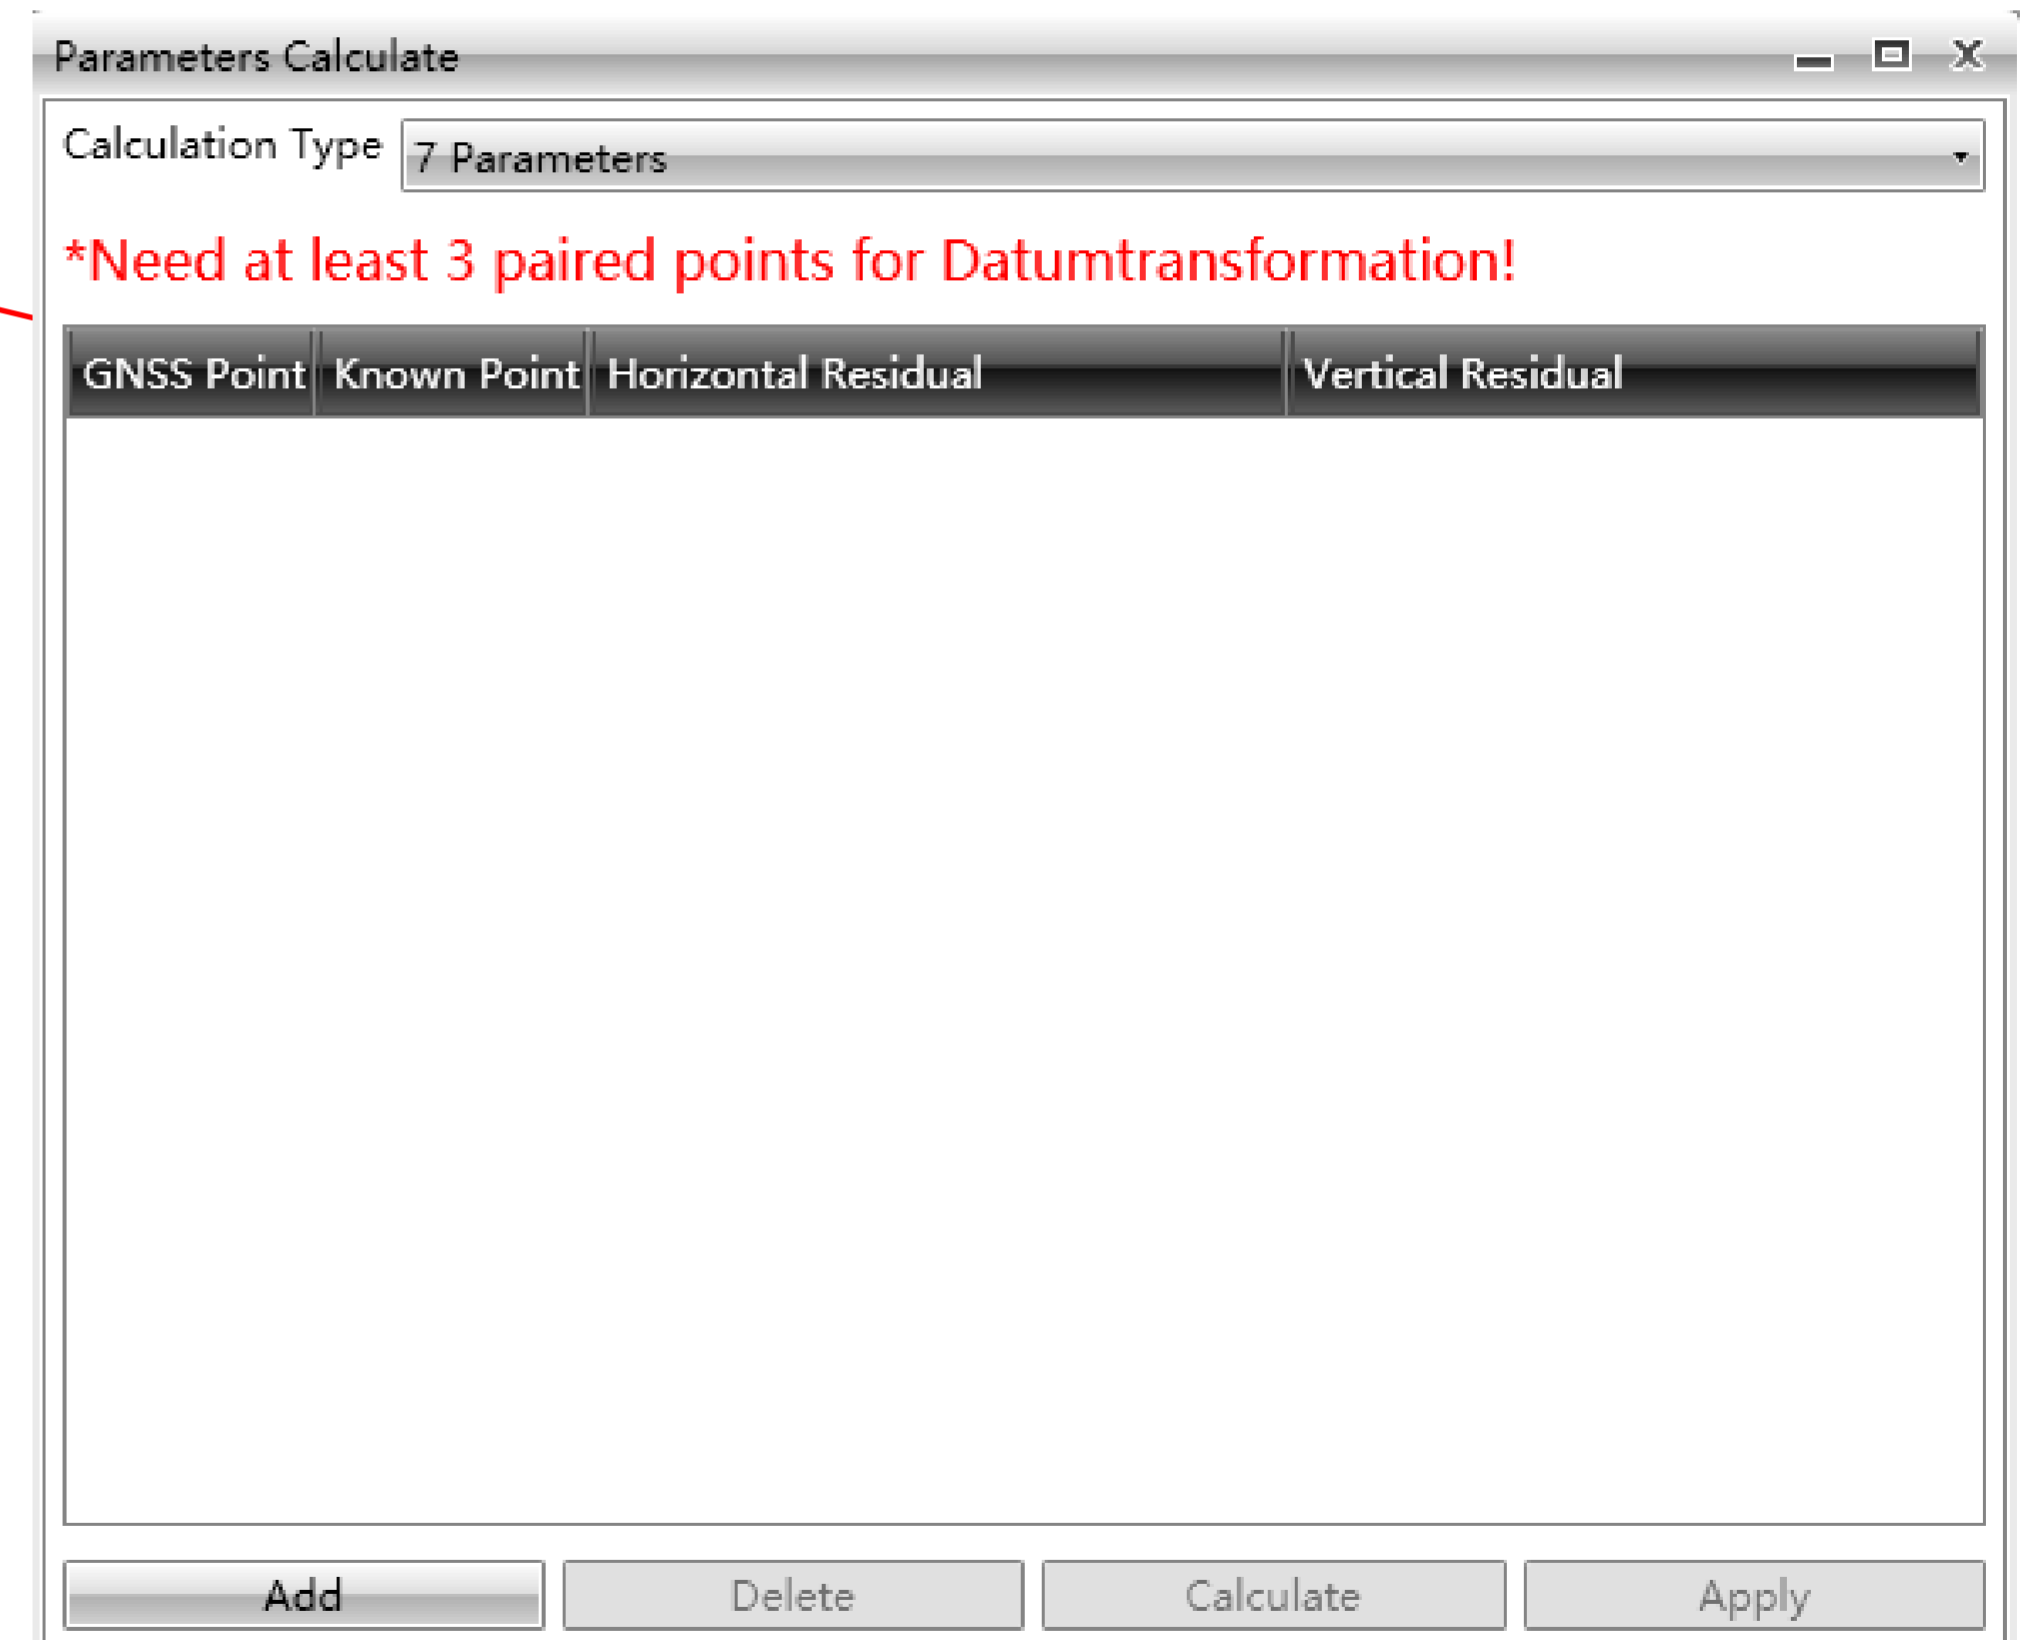 Parameters Calculate
Calculation Type 7 Parameters
*Need at least 3 paired points for Datumtransformation!
GNSS Point Known Point Horizontal Residual Vertical Residual
Add Delete Calculate Apply